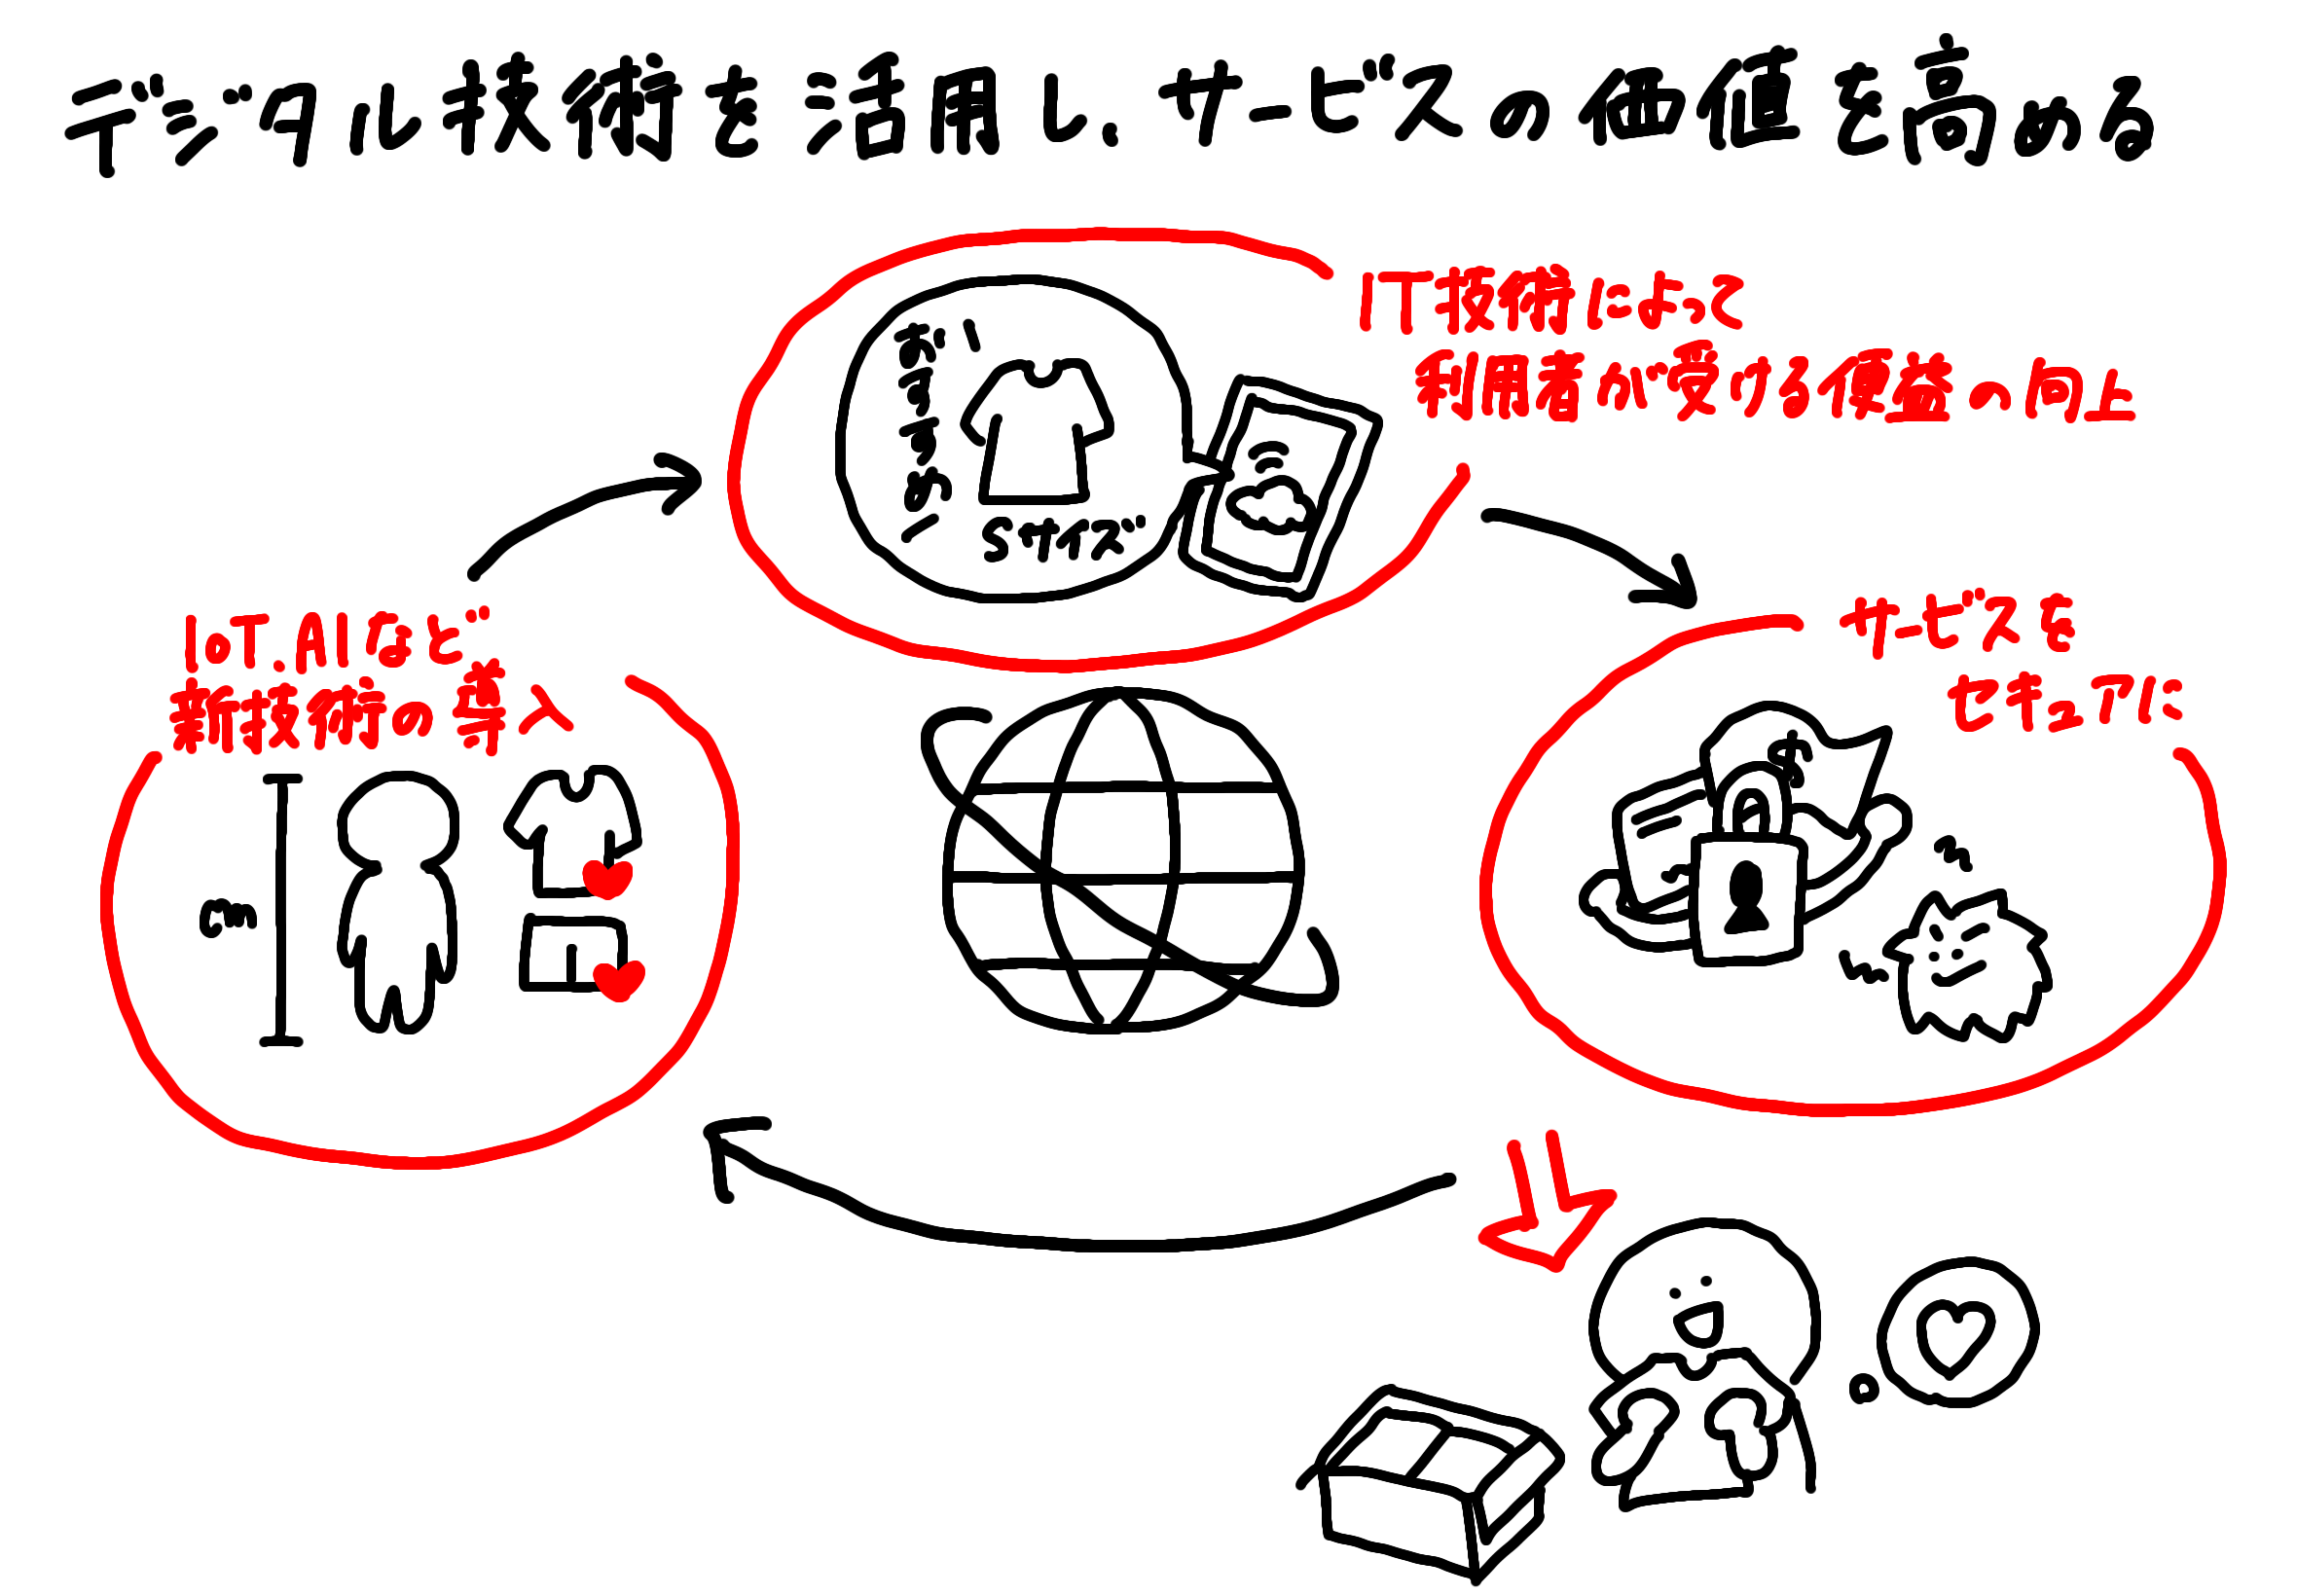 デジタル技術を活用し、サービスの価値を高める
IT技術によって
利用者が受ける便益の向上
おすすめ
Sサイズ
IoT.AIなど
新技術の導入
サービスを
セキュアに
cm